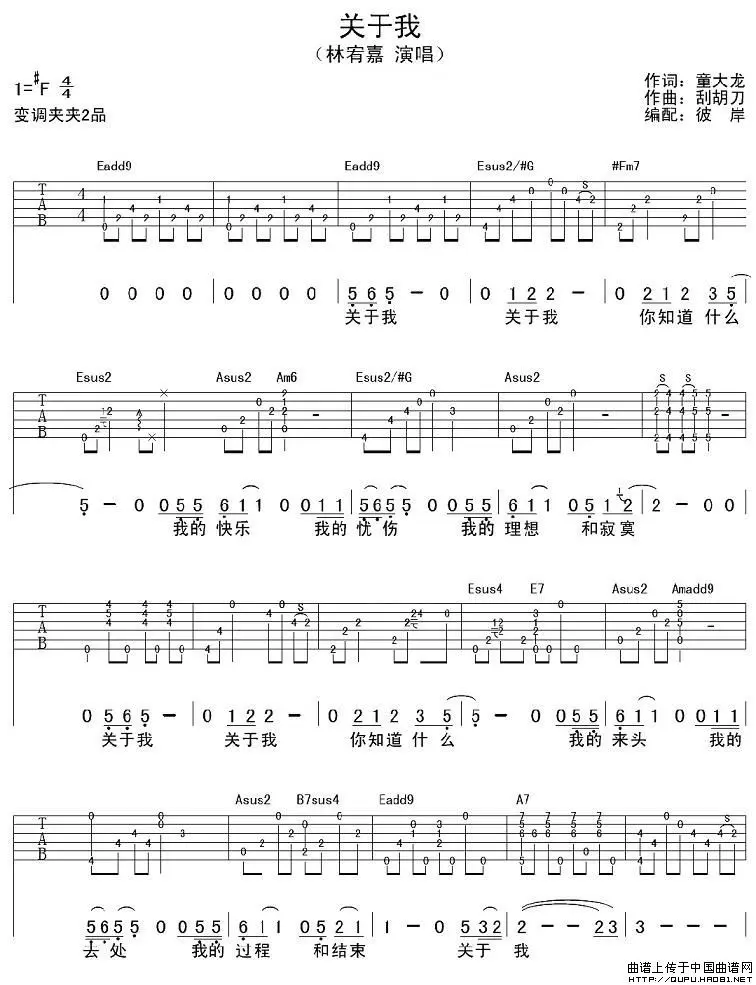 关于我
（林宥嘉 演唱）
1=#F 4/4
作词：童大龙
作曲：刮胡刀
变调夹夹2品
编配：彼 岸
Eadd9 Eadd9 Esus2/#G #Fm7
0 0 0 0 0 0 0 0 5 6 5 - 0 0 1 2 2 - 0 2 1 2 3 5
关于我 关于我 你知道 什么
Esus2 Asus2 Am6 Esus2/#G Asus2
5 - 0 0 5 5 6 1 1 0 0 1 1 5 6 5 5 0 0 5 5 6 1 1 0 5 1 2 2 - 0 0
我的 快乐 我的 忧 伤 我的 理想 和寂寞
Esus4 E7 Asus2 Amadd9
0 5 6 5 - 0 1 2 2 - 0 2 1 2 3 5 5 - 0 0 5 5 6 1 1 0 0 1 1
关于我 关于我 你知道 什么 我的 来头 我的
Asus2 B7sus4 Eadd9 A7
5 6 5 5 0 0 5 5 6 1 1 0 5 2 1 1 - 0 5 3 2 2 - - 2 3 3 - - -
去 处 我的 过程 和结束 关于 我
曲谱上传于中国曲谱网
http://QUPU.HAO81.NET